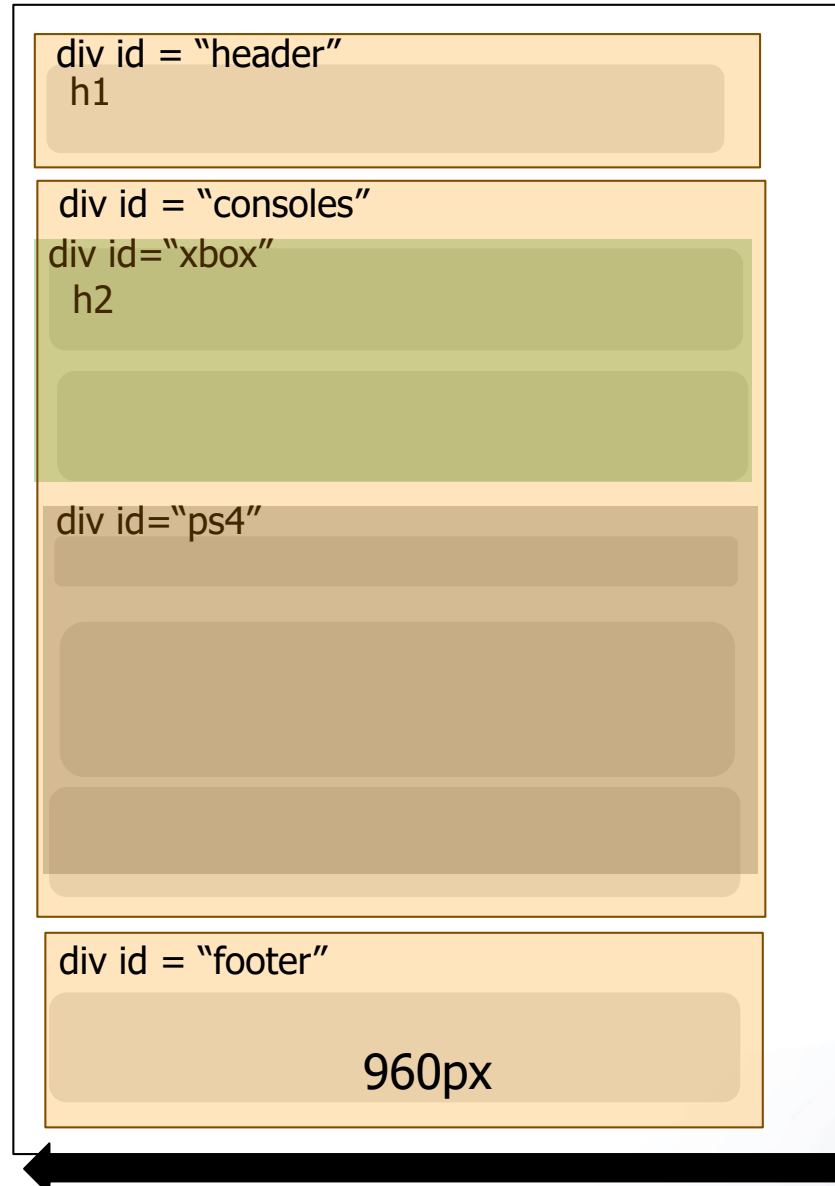 div id = “header”
h1
div id = “consoles”
div id=“xbox”
h2
div id=“ps4”
div id = “footer”
960px